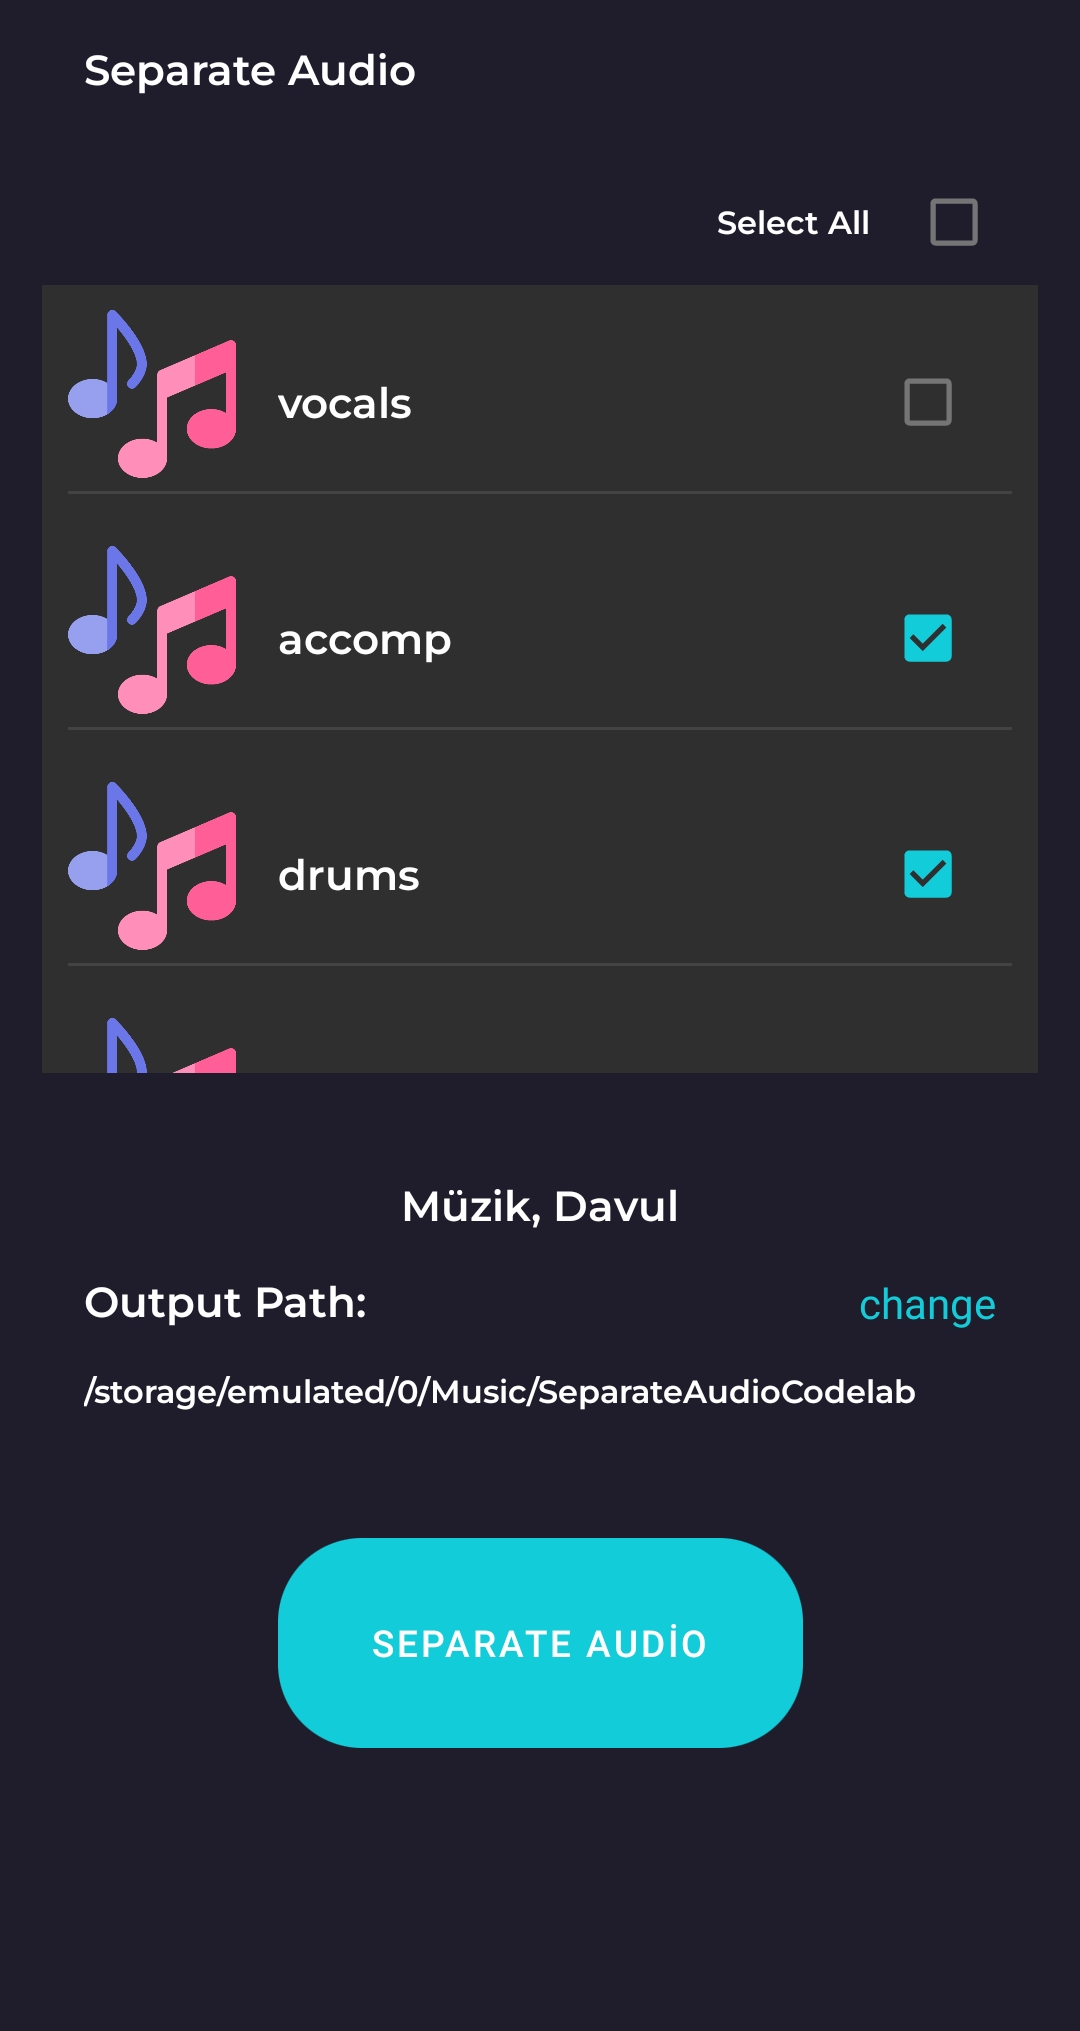 Separate Audio
Select All
vocals
accomp
drums
Müzik, Davul
Output Path:
change
/storage/emulated/0/Music/SeparateAudioCodelab
SEPARATE AUDİO